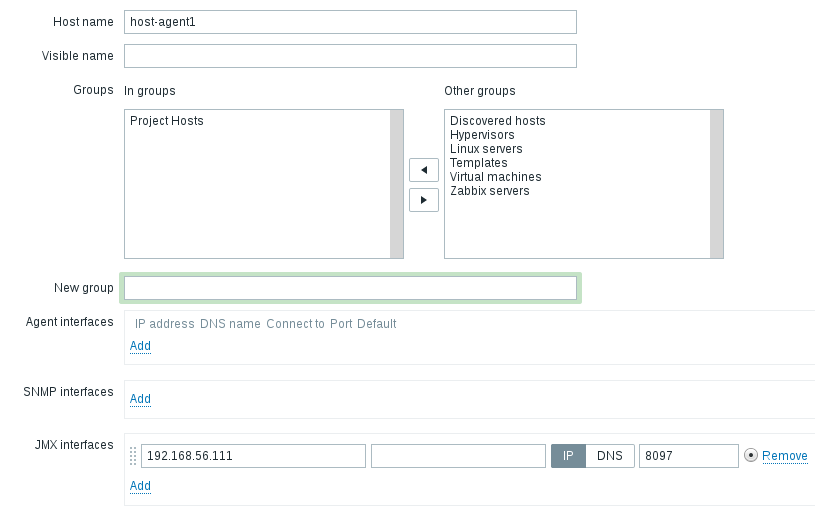 Host name host-agent1
Visible name
Groups In groups Other groups
Project Hosts
Discovered hosts
Hypervisors
Linux servers
Templates
Virtual machines
Zabbix servers
New group
Agent interfaces IP address DNS name Connect to Port Default
Add
SNMP interfaces Add
JMX interfaces 192.168.56.111 IP DNS 8097 Remove
Add